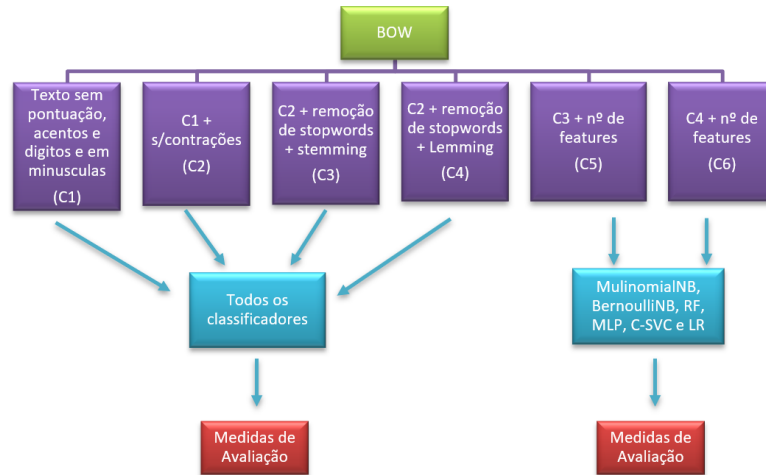 BOW
Texto sem
pontuação,
acentos e
digitos e em
minusculas
(C1)
C1 +
s/contrações
(C2)
C2 + remoção
de stopwords
+ stemming
(C3)
C2 + remoção
de stopwords
+ Lemming
(C4)
C3 + nº de
features
(C5)
C4 + nº de
features
(C6)
Todos os
classificadores
MulinomialNB,
BernoulliNB, RF,
MLP, C-SVC e LR
Medidas de
Avaliação
Medidas de
Avaliação